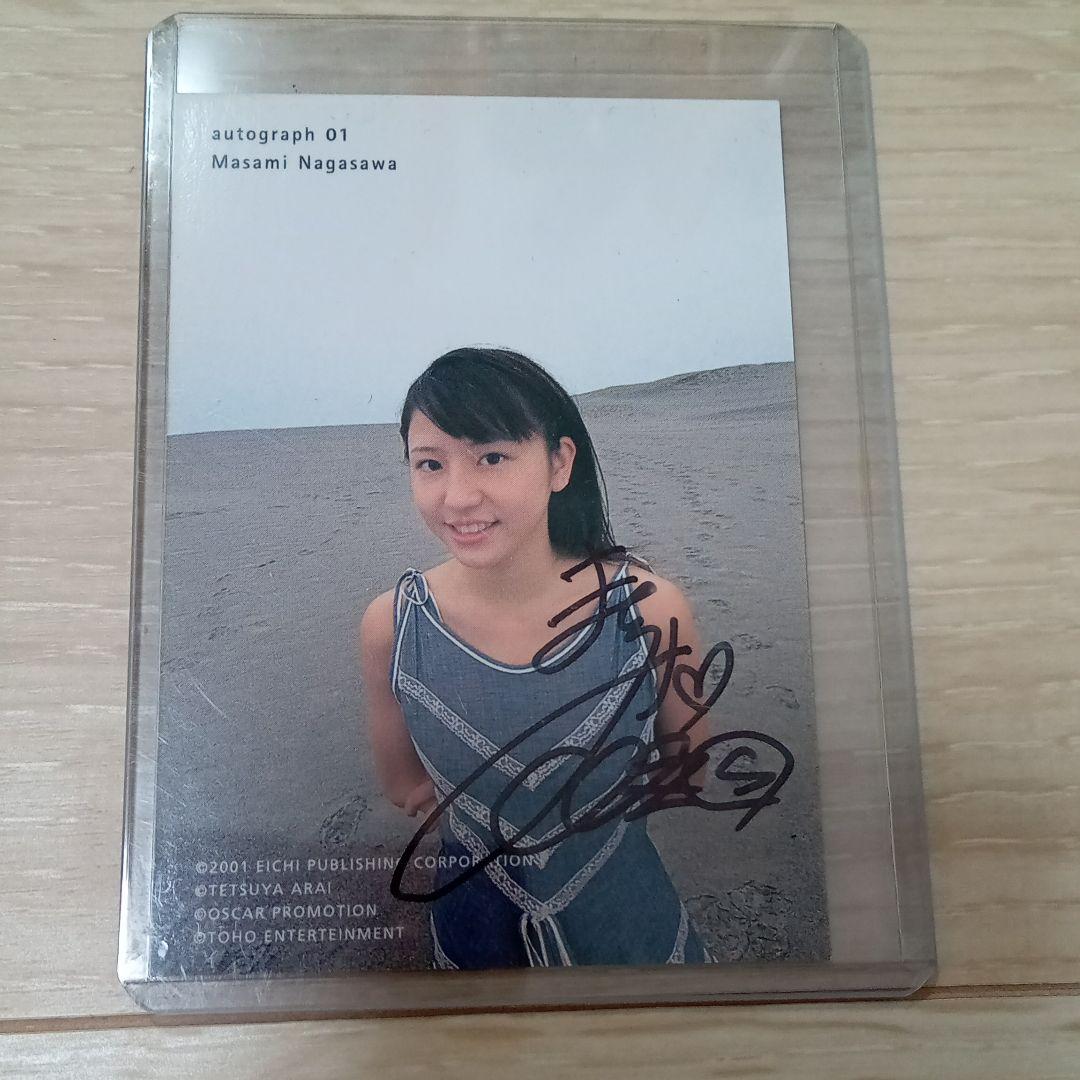 autograph 01
Masami Nagasawa
©2001 EICHI PUBLISHING CORPORATION
©TETSUYA ARAI
©OSCAR PROMOTION
©TOHO ENTERTEINMENT